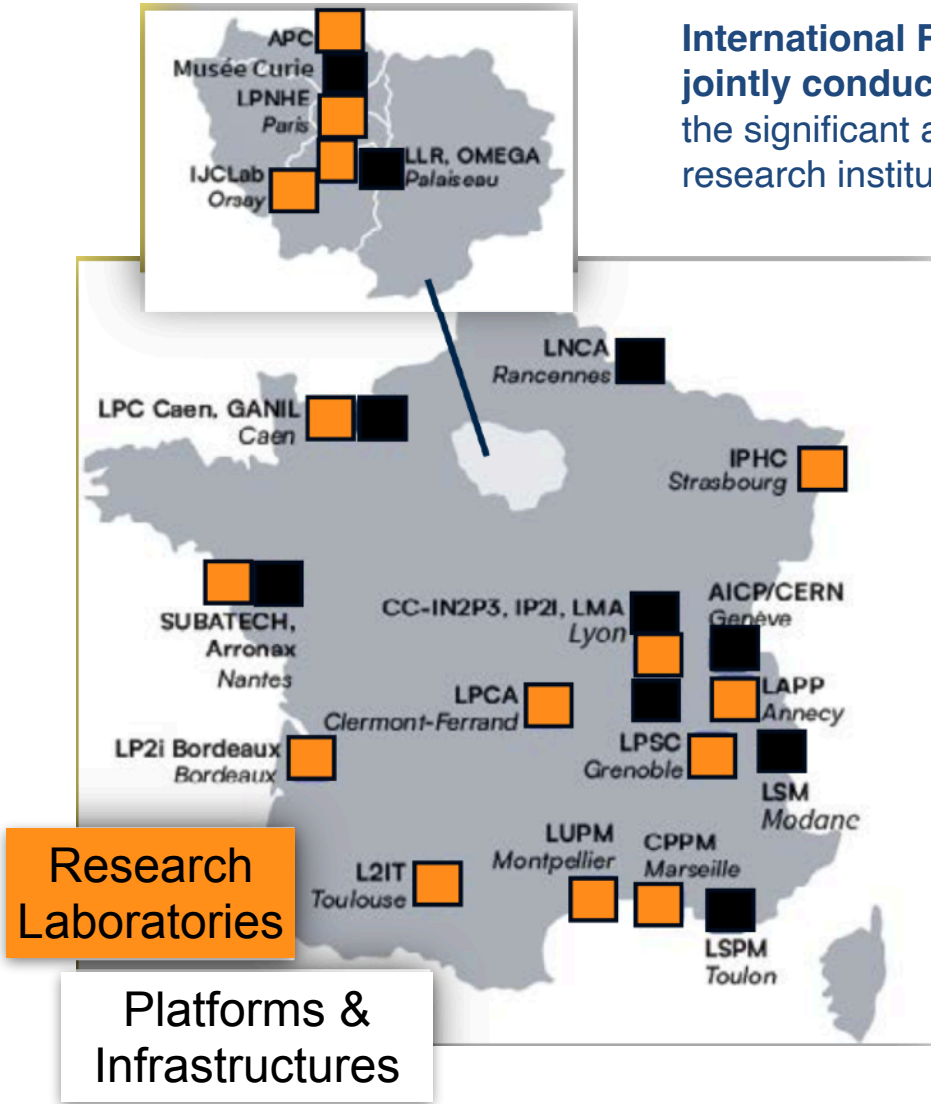 International
jointly conduc
the significant a
research institu
APC
Musée Curie
LPNHE
Paris
LLR, OMEGA
Palaiseau
IJCLab
Orsay
LNCA
Rancennes
LPC Caen, GANIL
Caen
IPHC
Strasbourg
SUBATECH,
Arronax
Nantes
CC-IN2P3, IP2I, LMA
Lyon
AICP/CERN
Genève
LPCA
Clermont-Ferrand
LAPP
Annecy
LP2i Bordeaux
Bordeaux
LPSC
Grenoble
LSM
Modane
LUPM
Montpellier
CPPM
Marseille
L2IT
Toulouse
LSPM
Toulon
Research
Laboratories
Platforms &
Infrastructures